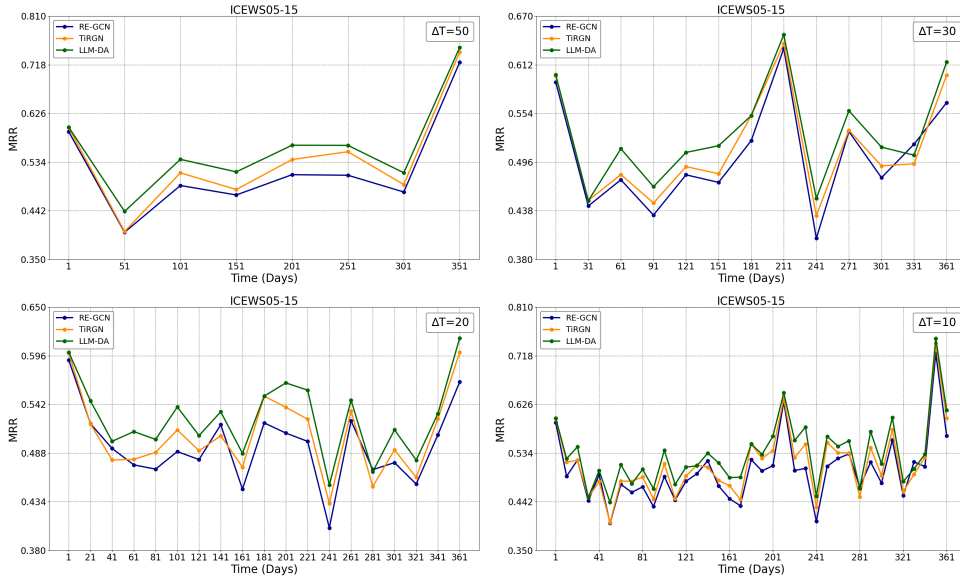 ICEWS05-15
ΔT=50
RE-GCN
TiRGN
LLM-DA
MRR
0.810
0.718
0.626
0.534
0.442
0.350
1 51 101 151 201 251 301 351
Time (Days)
ICEWS05-15
ΔT=30
RE-GCN
TiRGN
LLM-DA
MRR
0.670
0.612
0.554
0.496
0.438
0.380
1 31 61 91 121 151 181 211 241 271 301 331 361
Time (Days)
ICEWS05-15
ΔT=20
RE-GCN
TiRGN
LLM-DA
MRR
0.650
0.596
0.542
0.488
0.434
0.380
1 21 41 61 81 101 121 141 161 181 201 221 241 261 281 301 321 341 361
Time (Days)
ICEWS05-15
ΔT=10
RE-GCN
TiRGN
LLM-DA
MRR
0.810
0.718
0.626
0.534
0.442
0.350
1 41 81 121 161 201 241 281 321 361
Time (Days)